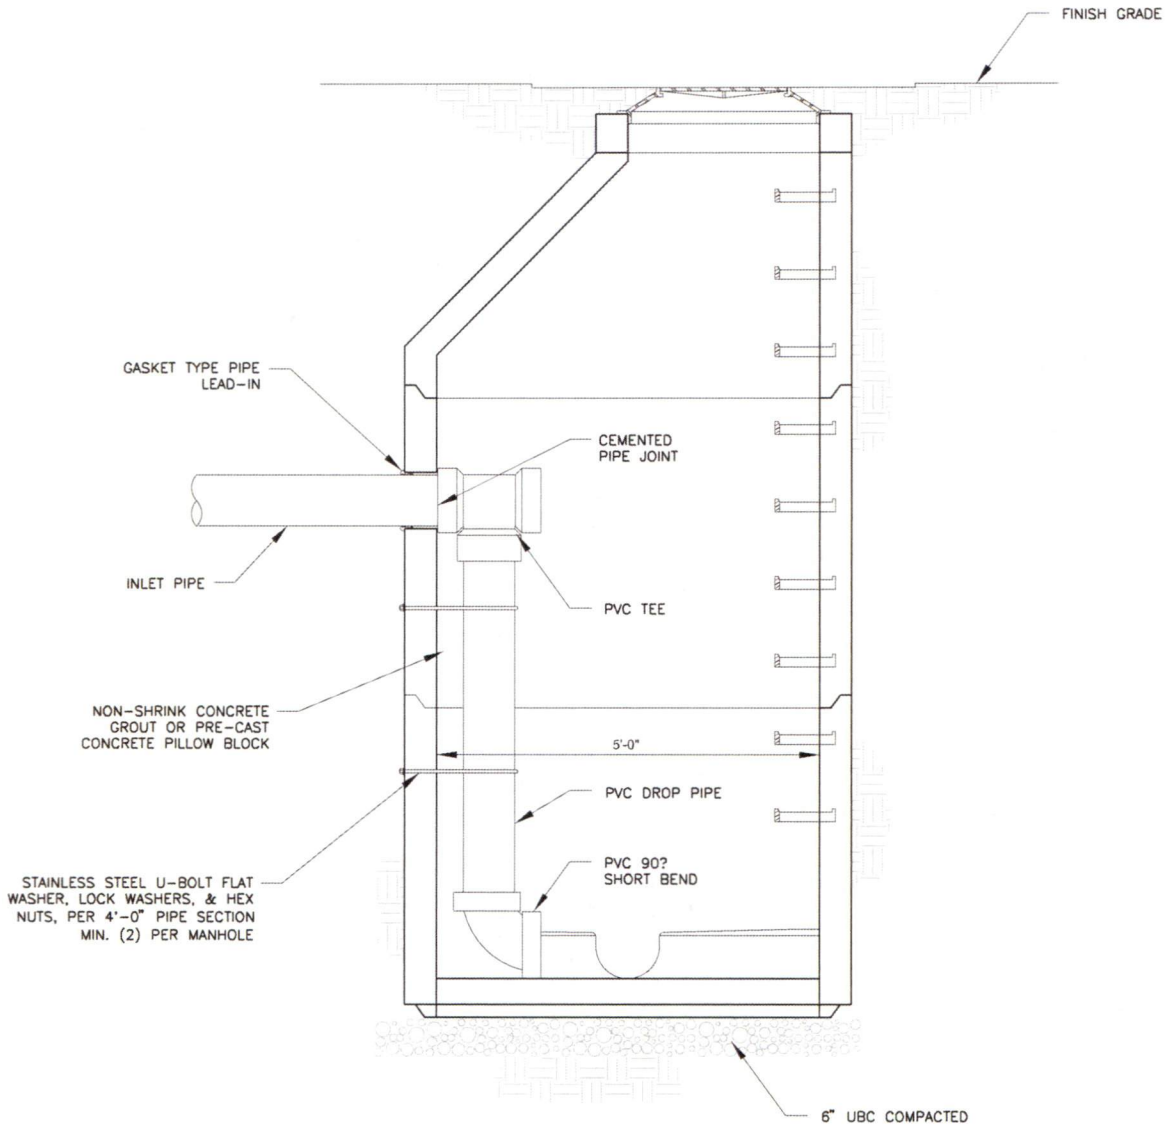 FINISH GRADE
GASKET TYPE PIPE
LEAD-IN
CEMENTED
PIPE JOINT
INLET PIPE
PVC TEE
NON-SHRINK CONCRETE
GROUT OR PRE-CAST
CONCRETE PILLOW BLOCK
5'-0"
PVC DROP PIPE
PVC 90?
SHORT BEND
STAINLESS STEEL U-BOLT FLAT
WASHER, LOCK WASHERS, & HEX
NUTS, PER 4'-0" PIPE SECTION
MIN. (2) PER MANHOLE
6" UBC COMPACTED